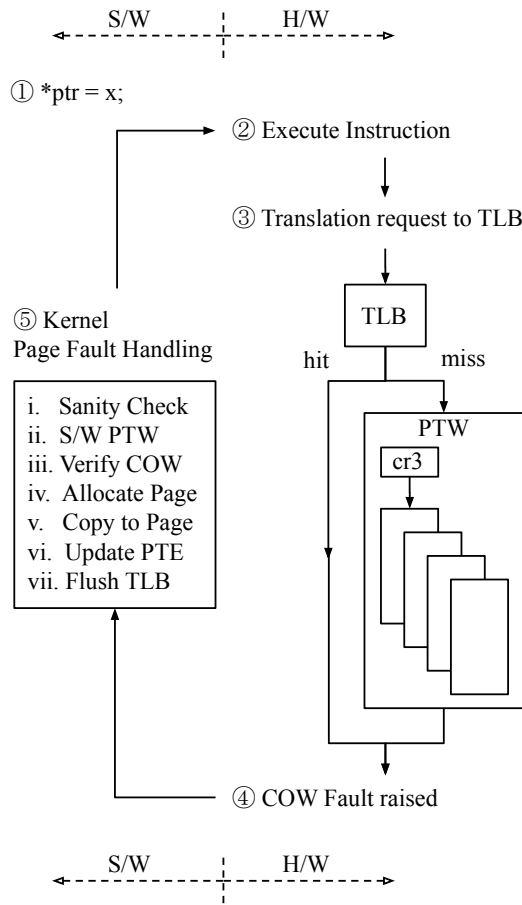 S/W H/W
① *ptr = x;
② Execute Instruction
③ Translation request to TLB
TLB
hit miss
PTW
cr3
⑤ Kernel
Page Fault Handling
i. Sanity Check
ii. S/W PTW
iii. Verify COW
iv. Allocate Page
v. Copy to Page
vi. Update PTE
vii. Flush TLB
④ COW Fault raised
S/W H/W